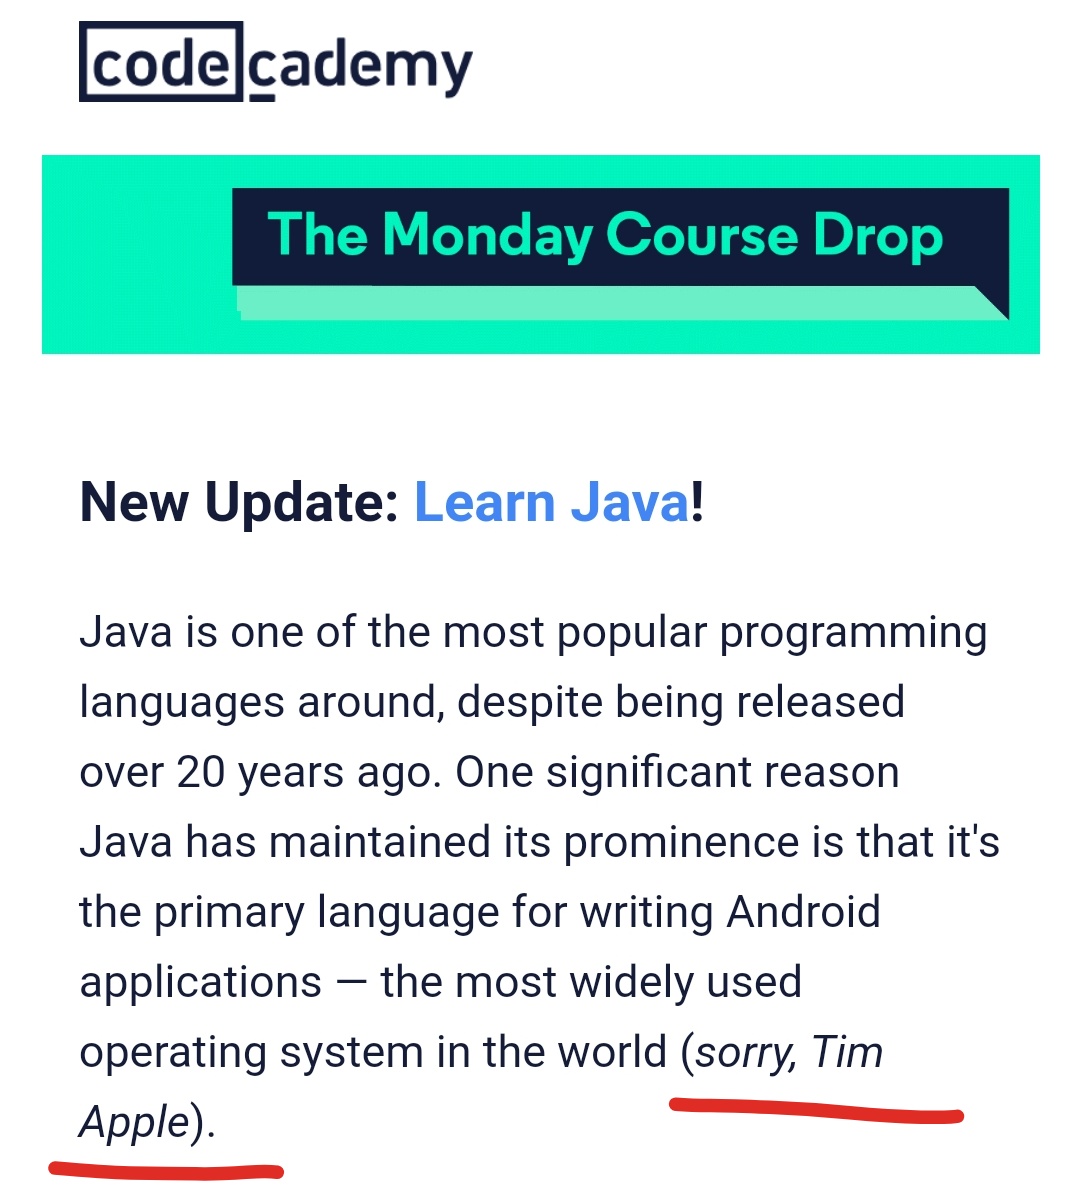 codecademy
The Monday Course Drop
New Update: Learn Java!
Java is one of the most popular programming
languages around, despite being released
over 20 years ago. One significant reason
Java has maintained its prominence is that it's
the primary language for writing Android
applications — the most widely used
operating system in the world (sorry, Tim
Apple).